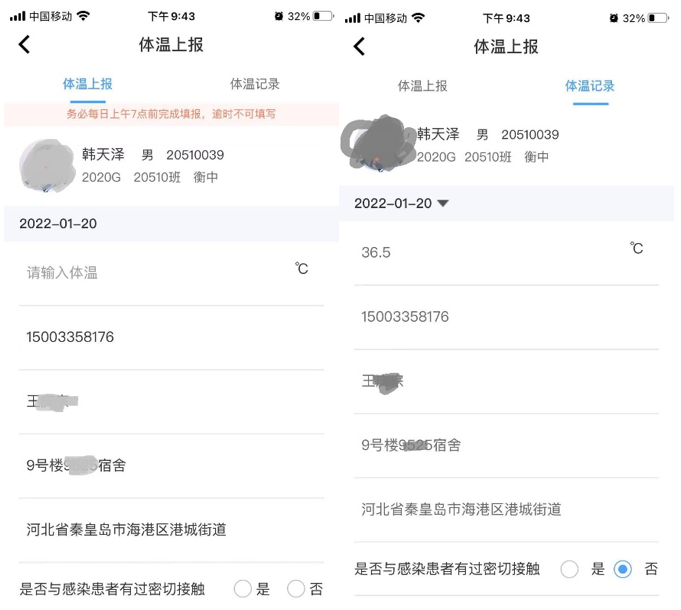 中国移动 下午9:43 32%
体温上报
体温上报 体温记录
务必每日上午7点前完成填报，逾时不可填写
韩天泽 男 20510039
2020G 20510班 衡中
2022-01-20
请输入体温 ℃
15003358176
王
9号楼 宿舍
河北省秦皇岛市海港区港城街道
是否与感染患者有过密切接触 是 否
中国移动 下午9:43 32%
体温上报
体温上报 体温记录
韩天泽 男 20510039
2020G 20510班 衡中
2022-01-20
36.5 ℃
15003358176
王
9号楼 宿舍
河北省秦皇岛市海港区港城街道
是否与感染患者有过密切接触 是 否